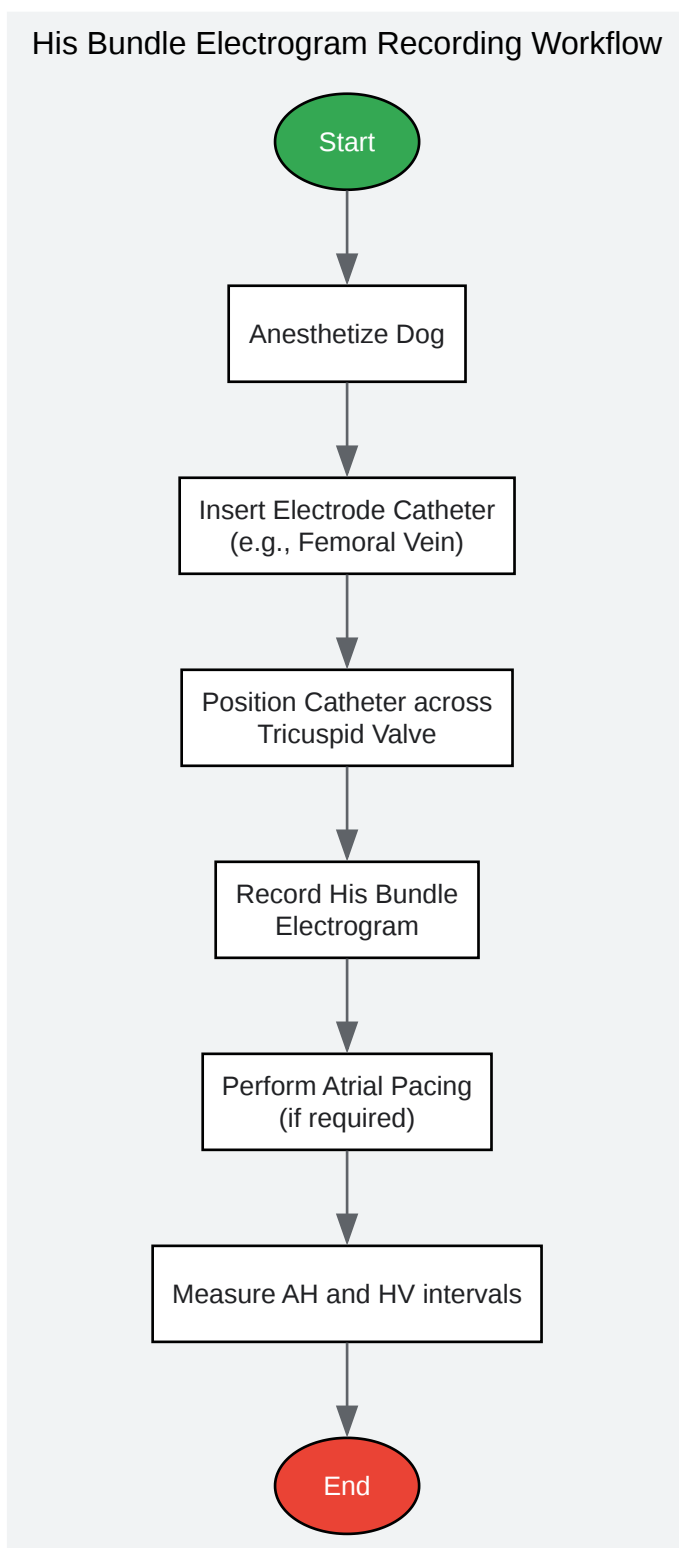 His Bundle Electrogram Recording Workflow
Start
Anesthetize Dog
Insert Electrode Catheter
(e.g., Femoral Vein)
Position Catheter across
Tricuspid Valve
Record His Bundle
Electrogram
Perform Atrial Pacing
(if required)
Measure AH and HV intervals
End